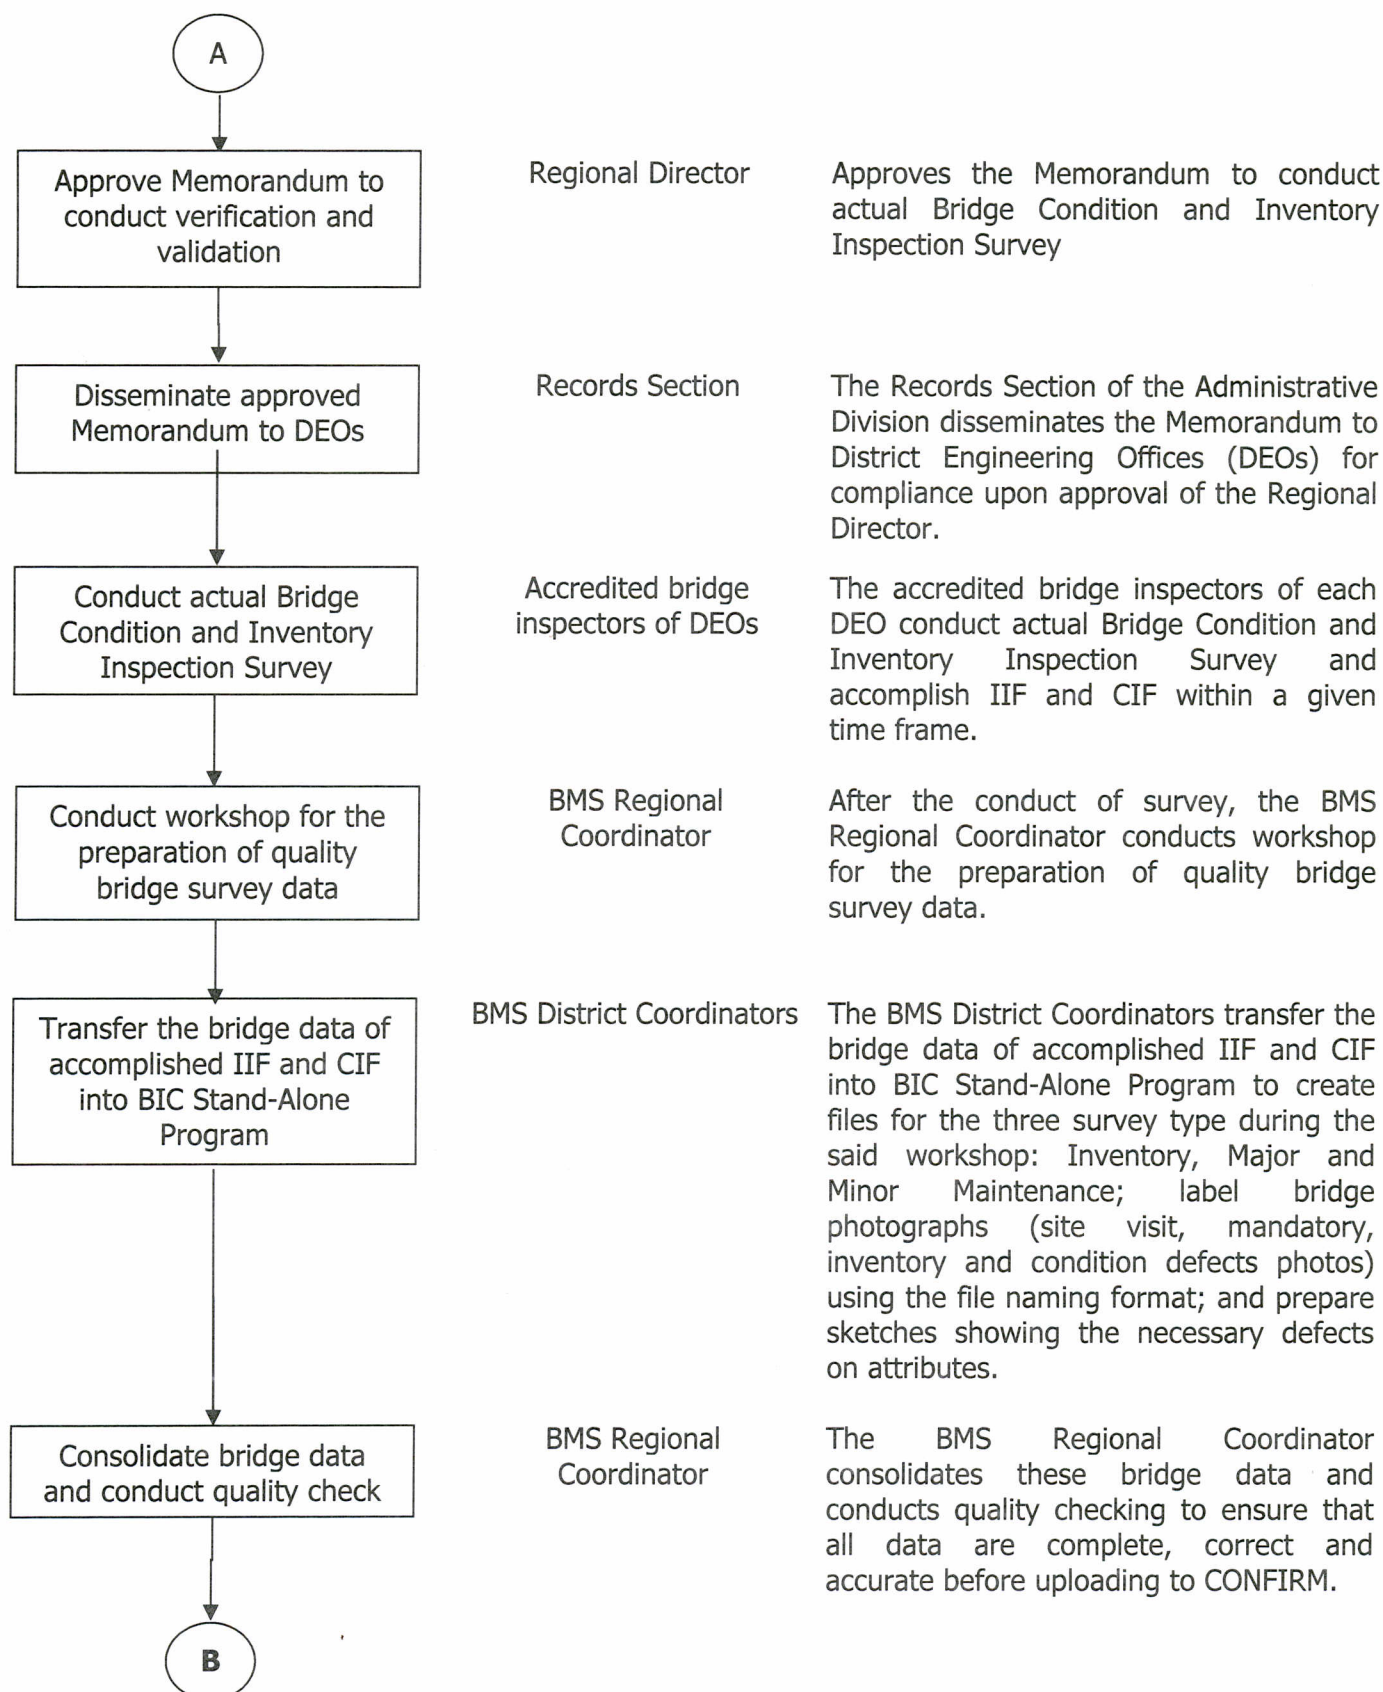 A
Approve Memorandum to
conduct verification and
validation
Regional Director
Approves the Memorandum to conduct
actual Bridge Condition and Inventory
Inspection Survey
Disseminate approved
Memorandum to DEOs
Records Section
The Records Section of the Administrative
Division disseminates the Memorandum to
District Engineering Offices (DEOs) for
compliance upon approval of the Regional
Director.
Conduct actual Bridge
Condition and Inventory
Inspection Survey
Accredited bridge
inspectors of DEOs
The accredited bridge inspectors of each
DEO conduct actual Bridge Condition and
Inventory Inspection Survey and
accomplish IIF and CIF within a given
time frame.
Conduct workshop for the
preparation of quality
bridge survey data
BMS Regional
Coordinator
After the conduct of survey, the BMS
Regional Coordinator conducts workshop
for the preparation of quality bridge
survey data.
Transfer the bridge data of
accomplished IIF and CIF
into BIC Stand-Alone
Program
BMS District Coordinators
The BMS District Coordinators transfer the
bridge data of accomplished IIF and CIF
into BIC Stand-Alone Program to create
files for the three survey type during the
said workshop: Inventory, Major and
Minor Maintenance; label bridge
photographs (site visit, mandatory,
inventory and condition defects photos)
using the file naming format; and prepare
sketches showing the necessary defects
on attributes.
Consolidate bridge data
and conduct quality check
BMS Regional
Coordinator
The BMS Regional Coordinator
consolidates these bridge data and
conducts quality checking to ensure that
all data are complete, correct and
accurate before uploading to CONFIRM.
B